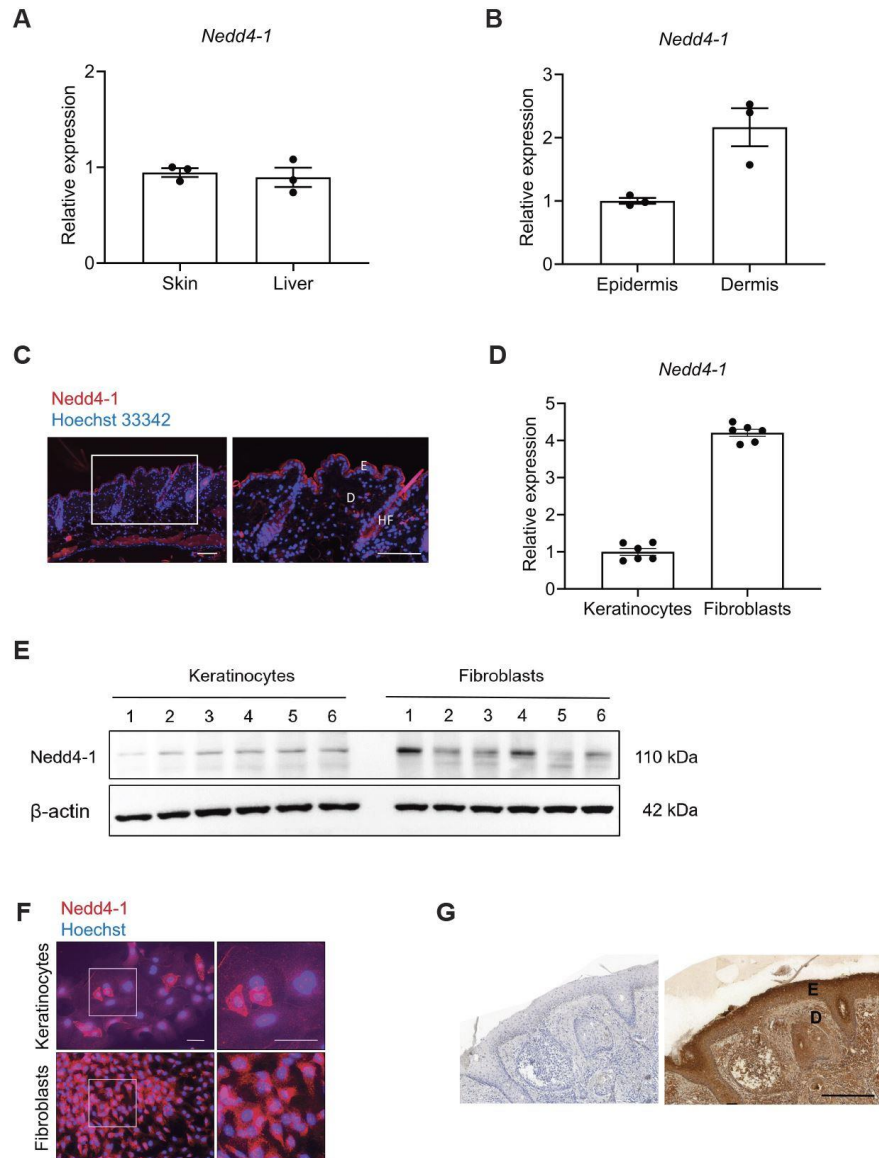 A
Nedd4-1
Relative expression
2
1
0
Skin Liver
B
Nedd4-1
Relative expression
3
2
1
0
Epidermis Dermis
C
Nedd4-1
Hoechst 33342
E
D
HF
D
Nedd4-1
Relative expression
5
4
3
2
1
0
Keratinocytes Fibroblasts
E
Keratinocytes Fibroblasts
1 2 3 4 5 6 1 2 3 4 5 6
Nedd4-1 110 kDa
β-actin 42 kDa
F
Nedd4-1
Hoechst
Keratinocytes
Fibroblasts
G
E
D